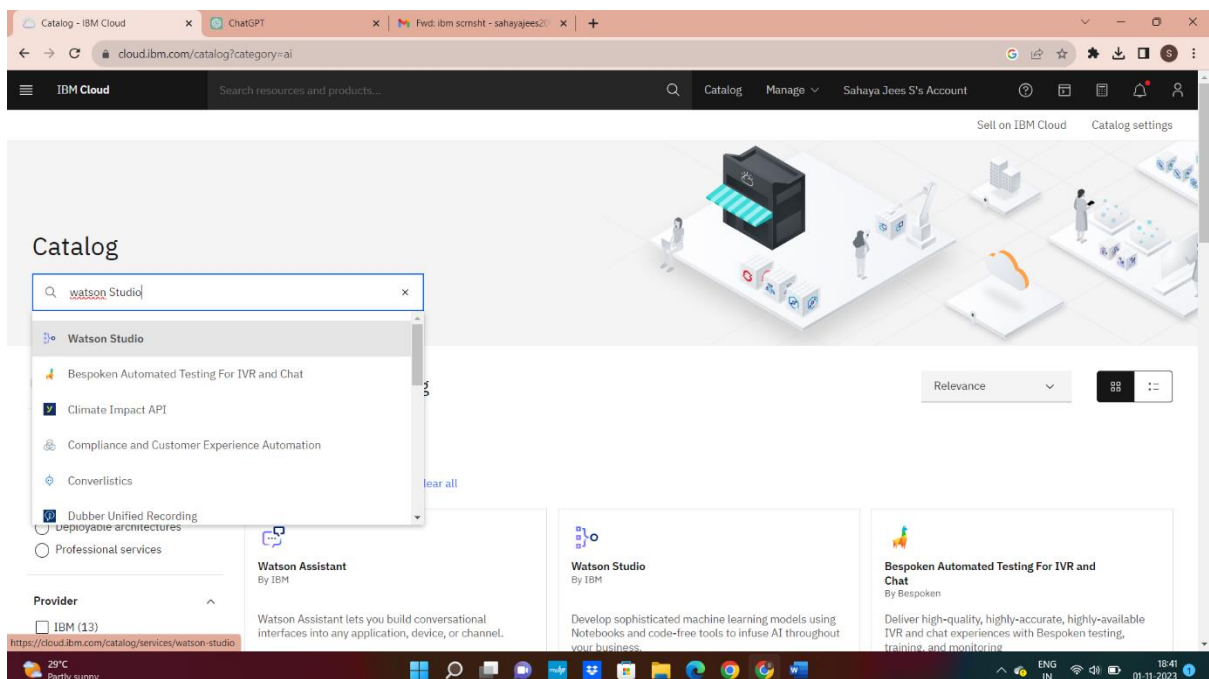 Catalog - IBM Cloud
ChatGPT
Fwd: ibm scrnsht - sahayajees20
cloud.ibm.com/catalog?category=ai
S
IBM Cloud
Search resources and products...
Catalog
Manage
Sahaya Jees S's Account
Sell on IBM Cloud
Catalog settings
Catalog
watson Studio
Watson Studio
Bespoken Automated Testing For IVR and Chat
Climate Impact API
Compliance and Customer Experience Automation
Converlistics
Dubber Unified Recording
g
Relevance
lear all
Deployable architectures
Professional services
Provider
IBM (13)
Watson Assistant
By IBM
Watson Assistant lets you build conversational
interfaces into any application, device, or channel.
Watson Studio
By IBM
Develop sophisticated machine learning models using
Notebooks and code-free tools to infuse AI throughout
your business.
Bespoken Automated Testing For IVR and
Chat
By Bespoken
Deliver high-quality, highly-accurate, highly-available
IVR and chat experiences with Bespoken testing,
training, and monitoring
https://cloud.ibm.com/catalog/services/watson-studio
29°C
Partly sunny
ENG
IN
18:41
01-11-2023
1